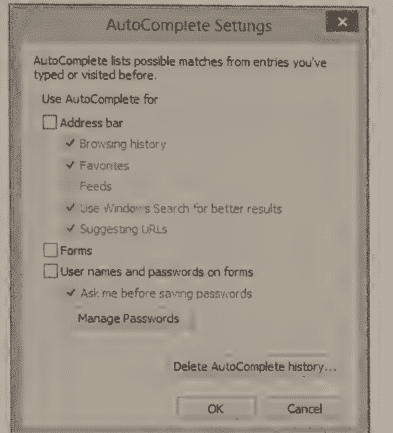 AutoComplete Settings
AutoComplete lists possible matches from entries you've
typed or visited before.
Use AutoComplete for
Address bar
Browsing history
Favorites
Feeds
Use Windows Search for better results
Suggesting URLs
Forms
User names and passwords on forms
Ask me before saving passwords
Manage Passwords
Delete AutoComplete history...
OK Cancel